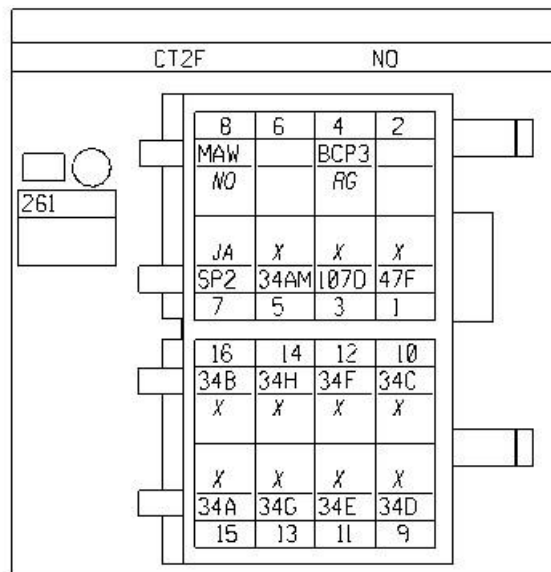 CT2F NO
8 6 4 2
MAW BCP3
NO RG
261
JA X X X
SP2 34AM 107D 47F
7 5 3 1
16 14 12 10
34B 34H 34F 34C
X X X X
X X X X
34A 34G 34E 34D
15 13 11 9